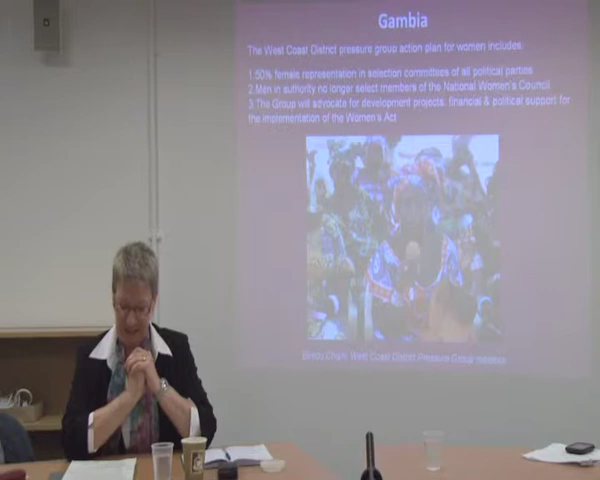 Gambia
The West Coast District pressure group action plan for women includes:
1.50% female representation in selection committees of all political parties
2.Men in authority no longer select members of the National Women's Council
3.The Group will advocate for development projects, financial & political support for
the implementation of the Women's Act
West Coast District Pressure Group